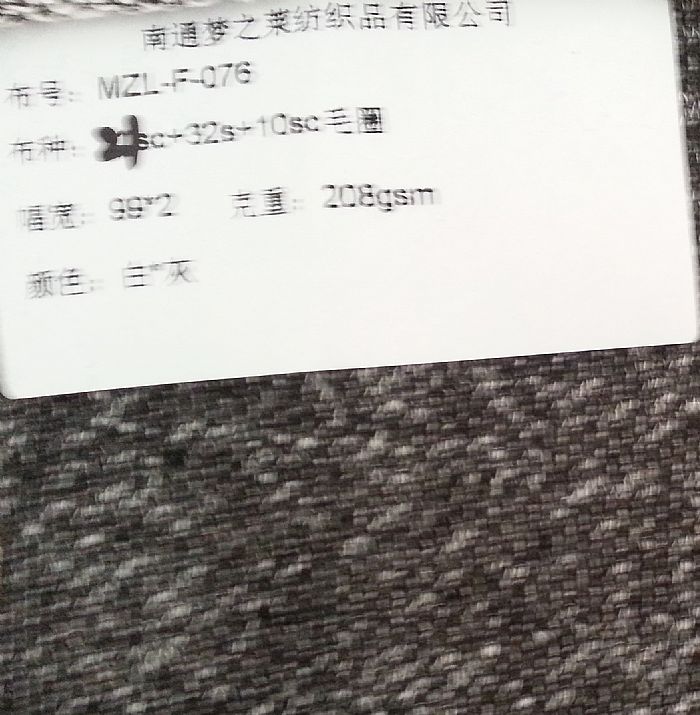 南通梦之莱纺织品有限公司
布号: MZL-F-076
布种: 21sc+32s+10sc毛圈
幅宽: 99*2 克重: 208gsm
颜色: 白*灰